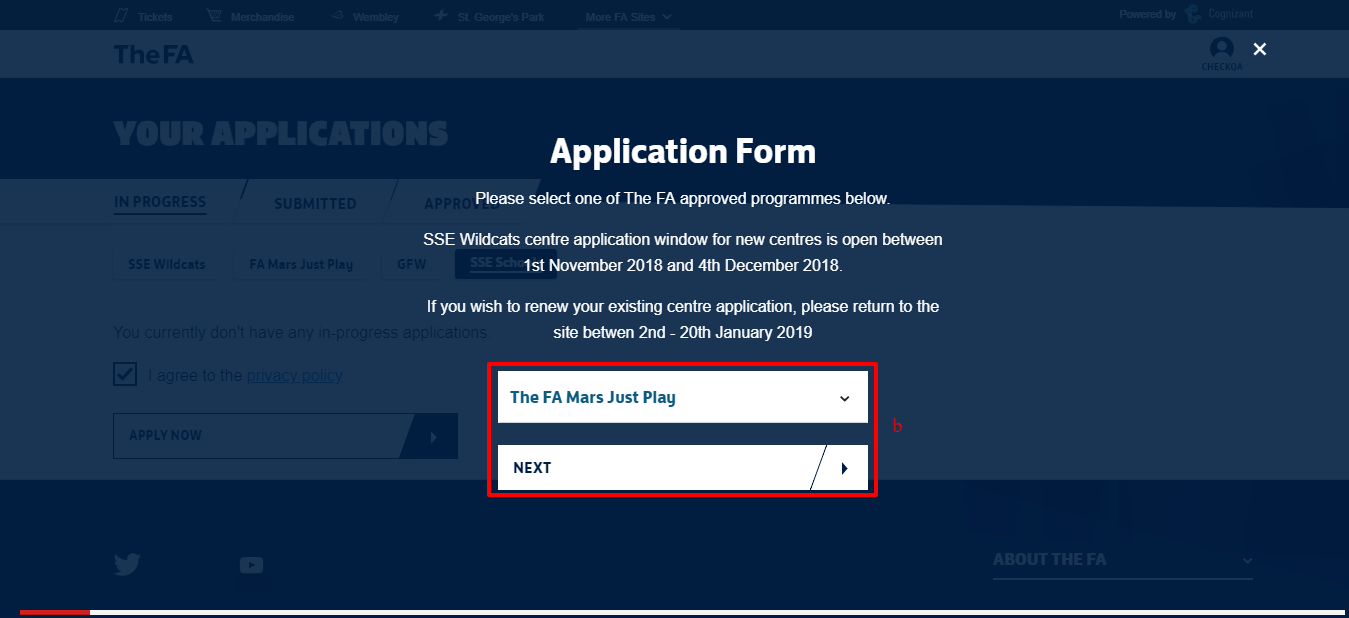 Tickets Merchandise Wembley St. George's Park More FA Sites Powered by Cognizant
TheFA
CHECKGA
YOUR APPLICATIONS
Application Form
IN PROGRESS SUBMITTED APPROVED
Please select one of The FA approved programmes below.
SSE Wildcats centre application window for new centres is open between
SSE Wildcats FA Mars Just Play GFW SSE
1st November 2018 and 4th December 2018.
If you wish to renew your existing centre application, please return to the
site betwen 2nd - 20th January 2019
You currently don't have any in-progress applications.
I agree to the privacy policy
The FA Mars Just Play
b
APPLY NOW
NEXT
ABOUT THE FA